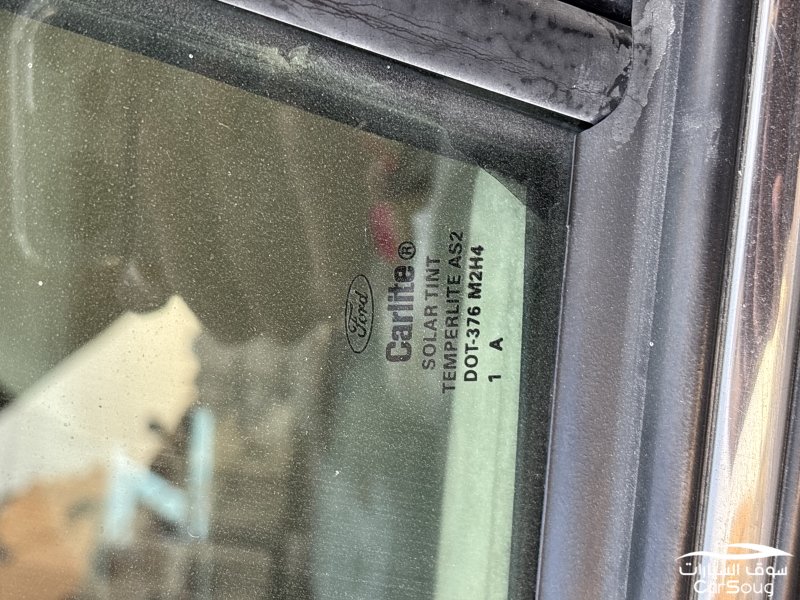 Ford
Carlite®
SOLAR TINT
TEMPERLITE AS2
DOT-376 M2H4
1 A
سوق السيارات
CarSouq